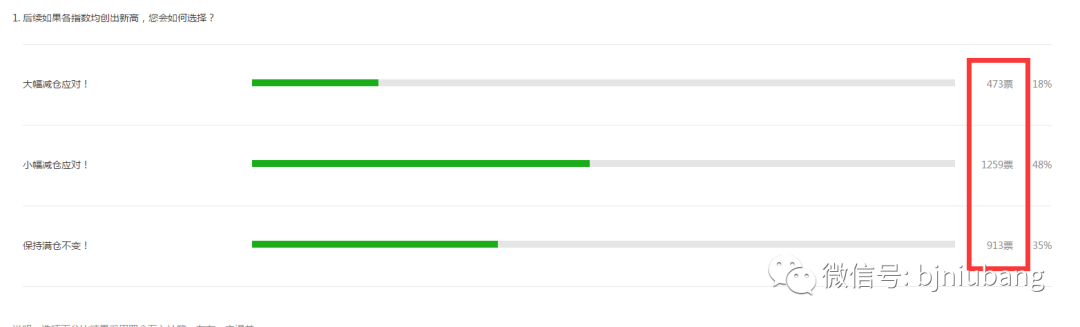 1. 后续如果各指数均创出新高，您会如何选择？
大幅减仓应对！ 473票 18%
小幅减仓应对！ 1259票 48%
保持满仓不变！ 913票 35%
微信号: bjniubang